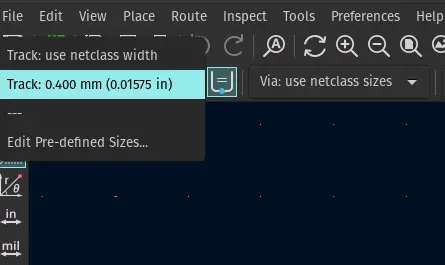 File Edit View Place Route Inspect Tools Preferences Help
Track: use netclass width
Track: 0.400 mm (0.01575 in)
---
Edit Pre-defined Sizes...
Via: use netclass sizes
A
r
θ
in
mil